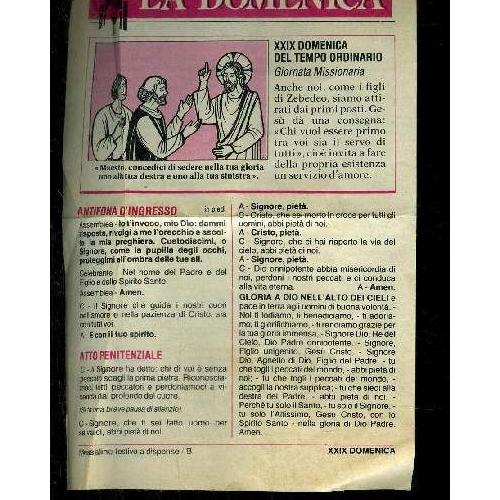 LA DOMENICA
XXIX DOMENICA
DEL TEMPO ORDINARIO
Giornata Missionaria
Anche noi, come i figli
di Zebedeo, siamo atti-
rati dai primi posti. Ge-
sù dà una consegna:
«Chi vuol essere primo
tra voi sia il servo di
tutti», cioè invita a fare
della propria esistenza
un servizio d'amore.
«Maestro, concedici di sedere nella tua gloria
uno alla tua destra e uno alla tua sinistra».
ANTIFONA D'INGRESSO in piedi
Assemblea - Io t'invoco, mio Dio: dammi
risposta, rivolgi a me l'orecchio e ascol-
ta la mia preghiera. Custodiscimi, o
Signore, come la pupilla degli occhi,
proteggimi all'ombra delle tue ali.
Celebrante - Nel nome del Padre e del
Figlio e dello Spirito Santo
Assemblea - Amen.
C - Il Signore che guida i nostri cuori
nell'amore e nella pazienza di Cristo, sia
con tutti voi.
A - E con il tuo spirito.
ATTO PENITENZIALE
C - Il Signore ha detto: chi di voi è senza
peccato scagli la prima pietra. Riconoscia-
moci tutti peccatori e perdoniamoci a vi-
cenda dal profondo del cuore.
(Si fa una breve pausa di silenzio).
C - Signore, che ti sei fatto uomo per
salvarci, abbi pietà di noi.
A - Signore, pietà.
C - Cristo, che sei morto in croce per tutti gli
uomini, abbi pietà di noi.
A - Cristo, pietà.
C - Signore, che ci hai riaperto le vie del
cielo, abbi pietà di noi.
A - Signore, pietà.
C - Dio onnipotente abbia misericordia di
noi, perdoni i nostri peccati e ci conduca
alla vita eterna. A - Amen.
GLORIA A DIO NELL'ALTO DEI CIELI e
pace in terra agli uomini di buona volontà. -
Noi ti lodiamo, ti benediciamo, - ti adoria-
mo, ti glorifichiamo, - ti rendiamo grazie per
la tua gloria immensa. - Signore Dio, Re del
Cielo, Dio Padre onnipotente. - Signore,
Figlio unigenito, Gesù Cristo, - Signore
Dio, Agnello di Dio, Figlio del Padre, - tu
che togli i peccati del mondo, - abbi pietà di
noi; - tu che togli i peccati del mondo, -
accogli la nostra supplica; - tu che siedi alla
destra del Padre, - abbi pietà di noi. -
Perché tu solo il Santo, - tu solo il Signore, -
tu solo l'Altissimo, Gesù Cristo, con lo
Spirito Santo - nella gloria di Dio Padre.
Amen.
Messalino festivo a dispense / B
XXIX DOMENICA